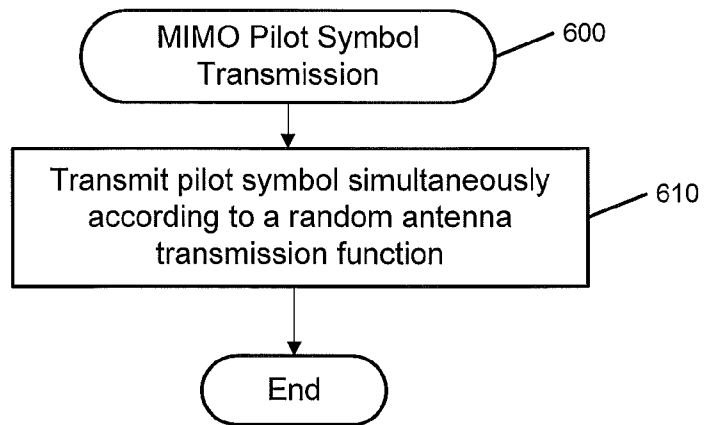 MIMO Pilot Symbol
Transmission
600
Transmit pilot symbol simultaneously
according to a random antenna
transmission function
610
End